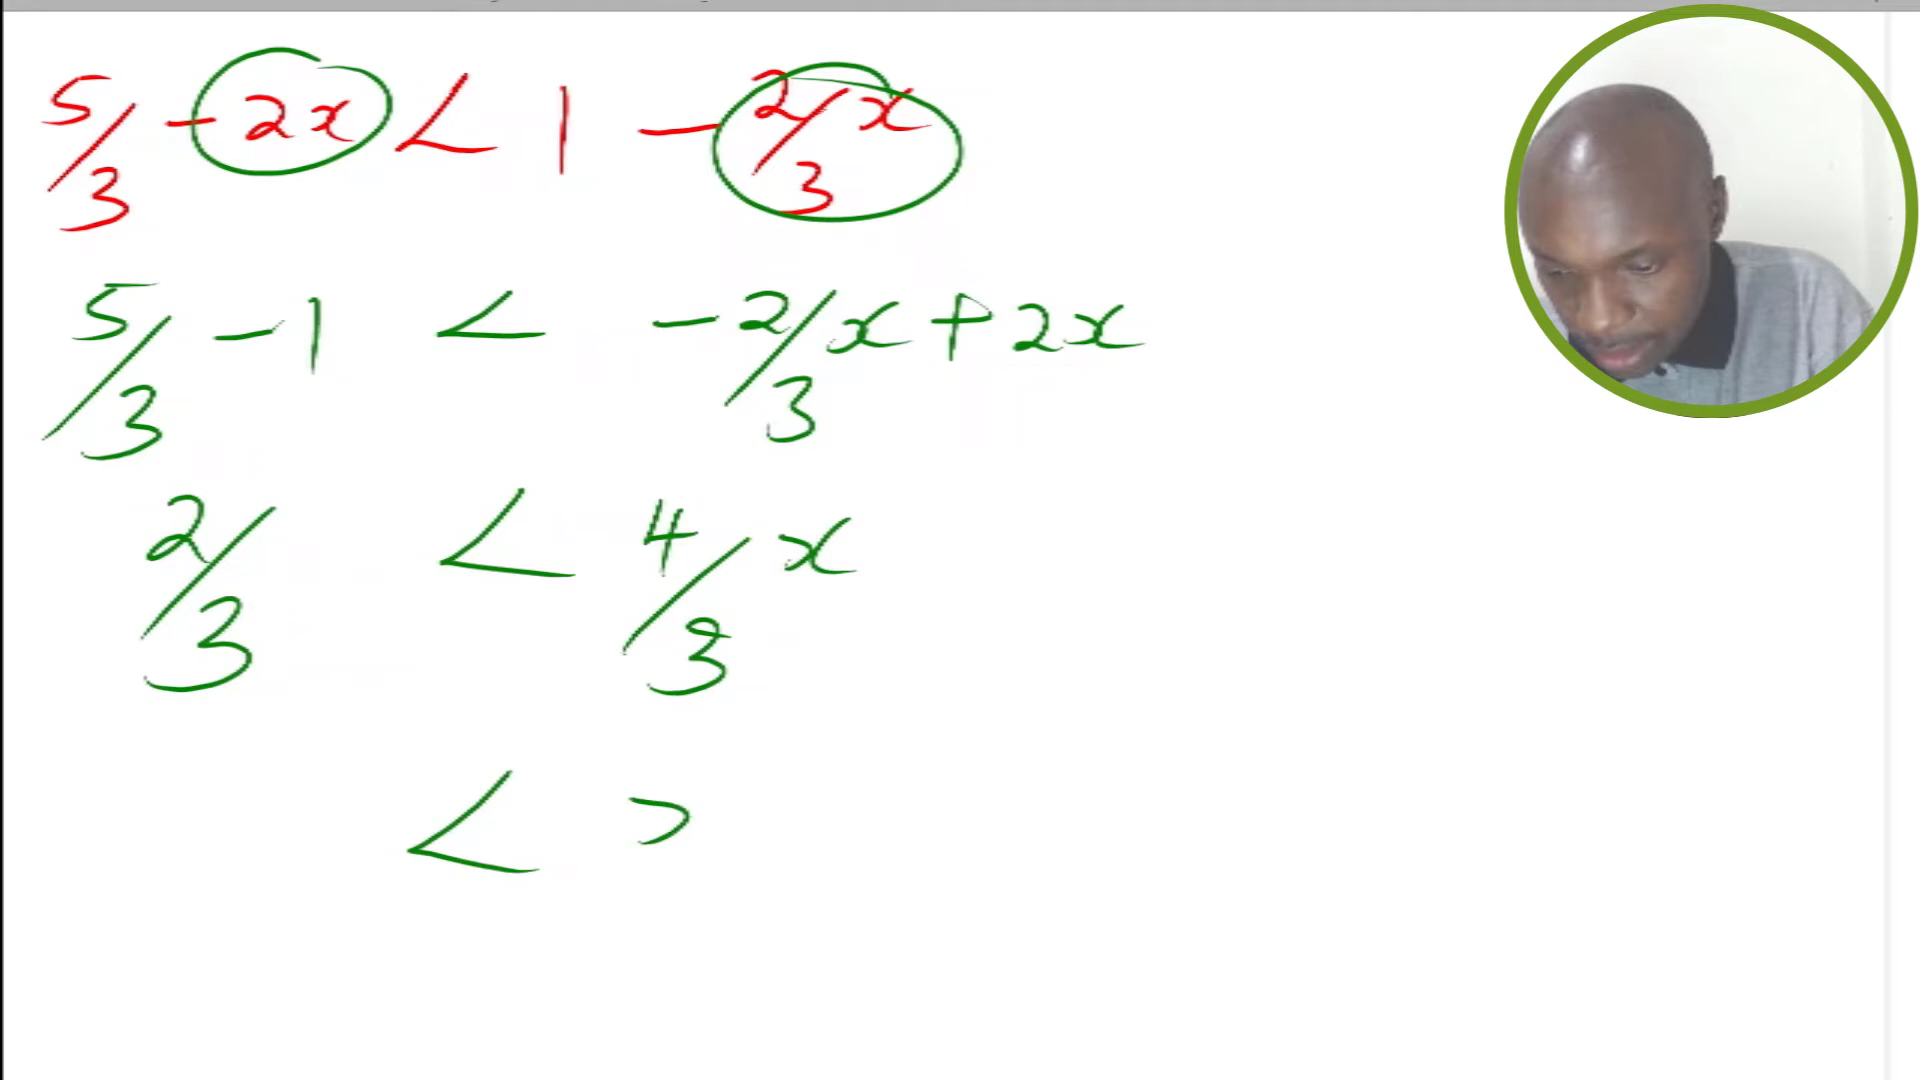 5/3 - 2x < 1 - 2/3 x
5/3 - 1 < - 2/3 x + 2x
2/3 < 4/3 x
<